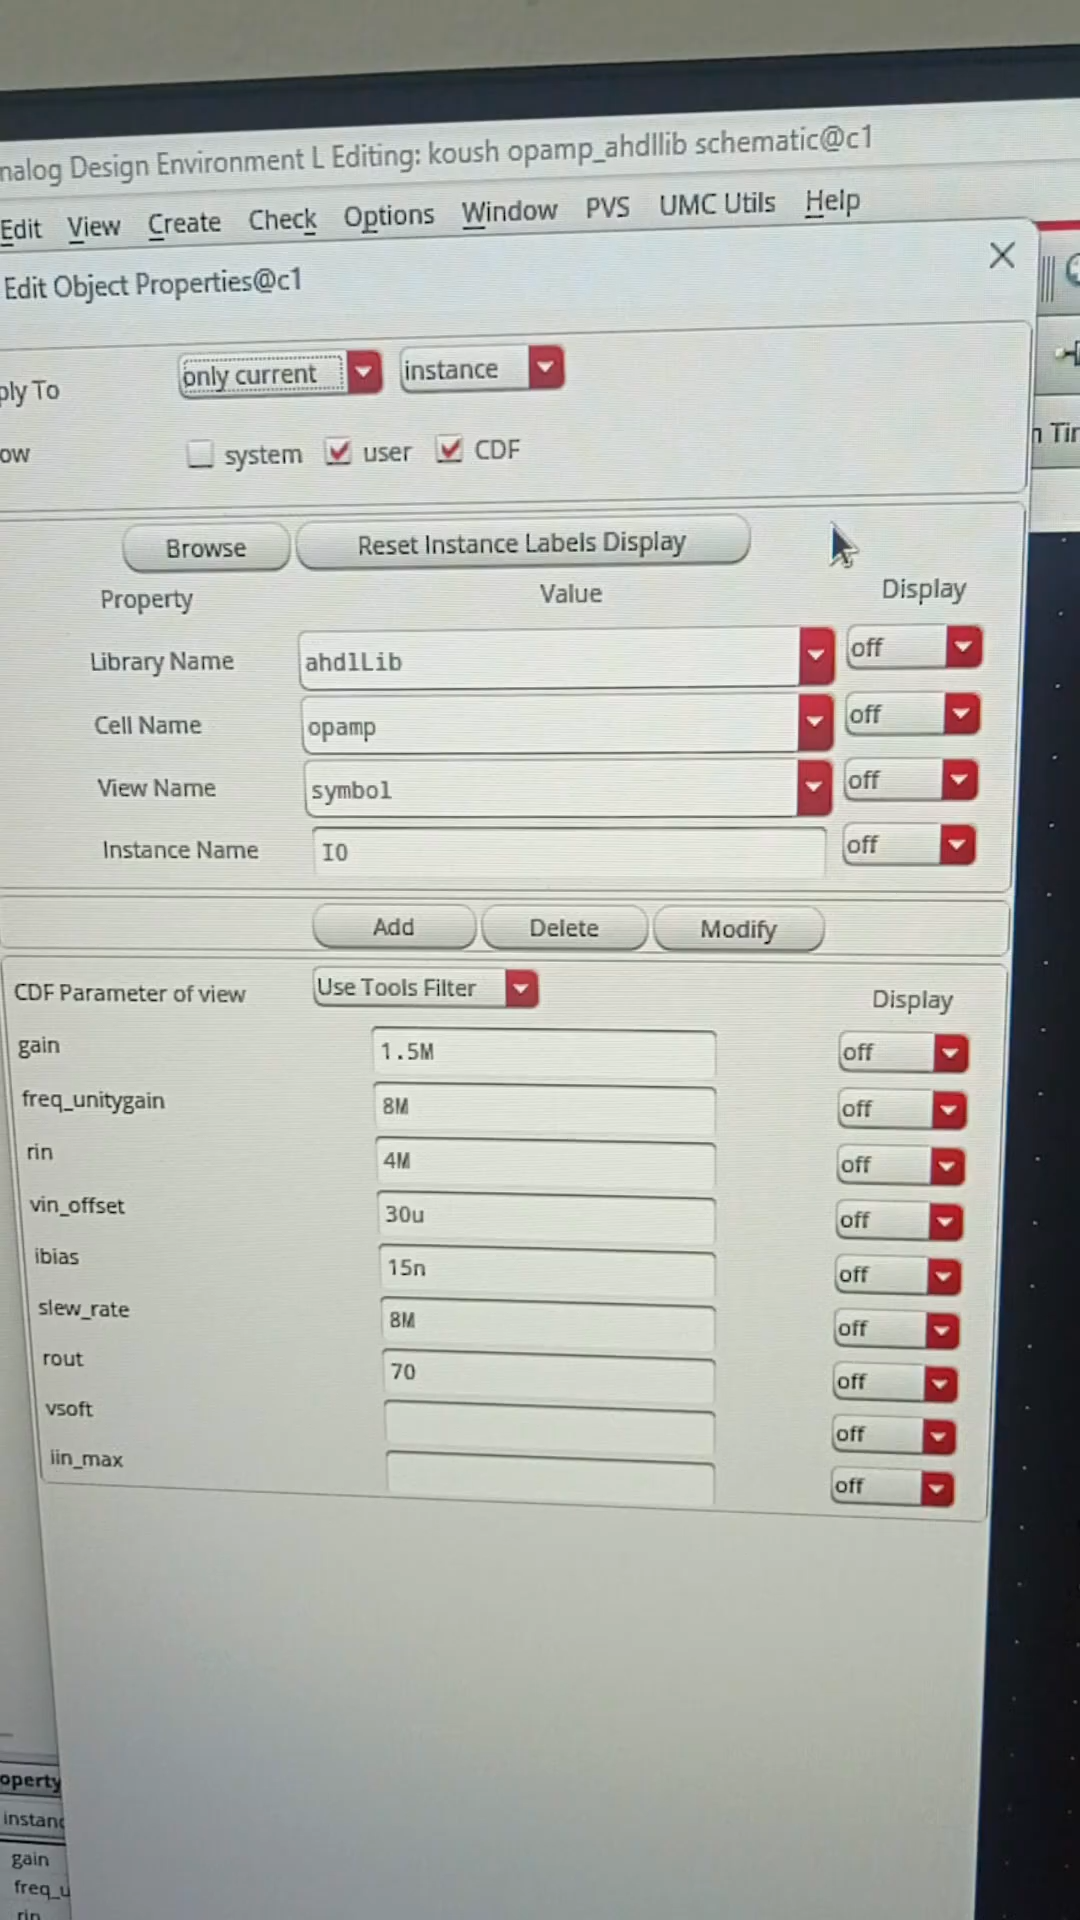 nalog Design Environment L Editing: koush opamp_ahdllib schematic@c1
Edit View Create Check Options Window PVS UMC Utils Help
Edit Object Properties@c1
ply To only current instance
ow system user CDF
Browse Reset Instance Labels Display
Property Value Display
Library Name ahdlLib off
Cell Name opamp off
View Name symbol off
Instance Name I0 off
Add Delete Modify
CDF Parameter of view Use Tools Filter Display
gain 1.5M off
freq_unitygain 8M off
rin 4M off
vin_offset 30u off
ibias 15n off
slew_rate 8M off
rout 70 off
vsoft off
iin_max off
operty
instanc
gain
freq_u
rin